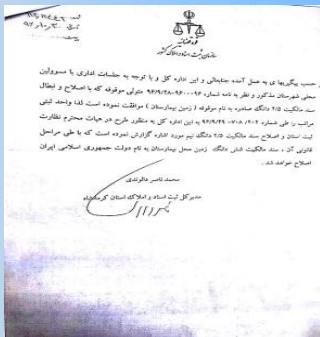 قوه قضائیه
سازمان ثبت اسناد و املاک کشور
حسب پیگیریها ی به عمل آمده جنابعالی و این اداره کل و با توجه به جلسات اداری با مسوولین
محلی شهرستان مذکور و نظر به نامه شماره ۹۶-۹۶/۹/۲۸-۹۶۰۰ متولی موقوفه که با اصلاح و ابطال
سند مالکیت ۲/۵ دانگ صادره به نام موقوفه ( زمین بیمارستان ) موافقت نموده است لذا واحد ثبتی
مراتب را طی شماره ۷۰۸/۲۰۲-۹۶/۹/۲۹ به این اداره کل به منظور طرح در هیات محترم نظارت
ثبت استان و اصلاح سند مالکیت ۲/۵ دانگ نیم مورد اشاره گزارش نموده است که با طی مراحل
قانونی آن ، سند مالکیت شش دانگ زمین محل بیمارستان به نام دولت جمهوری اسلامی ایران
اصلاح خواهد شد .
محمد ناصر دالوندی
مدیر کل ثبت اسناد و املاک استان کرمانشاه